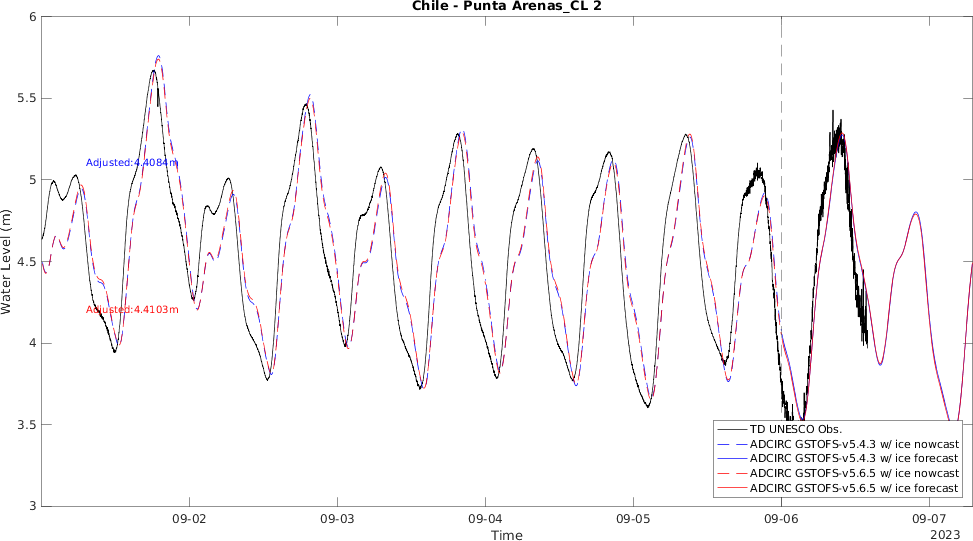 Chile - Punta Arenas_CL 2
6
5.5
5
4.5
4
3.5
3
Water Level (m)
Adjusted:4.4084m
Adjusted:4.4103m
TD UNESCO Obs.
ADCIRC GSTOFS-v5.4.3 w/ ice nowcast
ADCIRC GSTOFS-v5.4.3 w/ ice forecast
ADCIRC GSTOFS-v5.6.5 w/ ice nowcast
ADCIRC GSTOFS-v5.6.5 w/ ice forecast
09-02
09-03
09-04
09-05
09-06
09-07
Time
2023